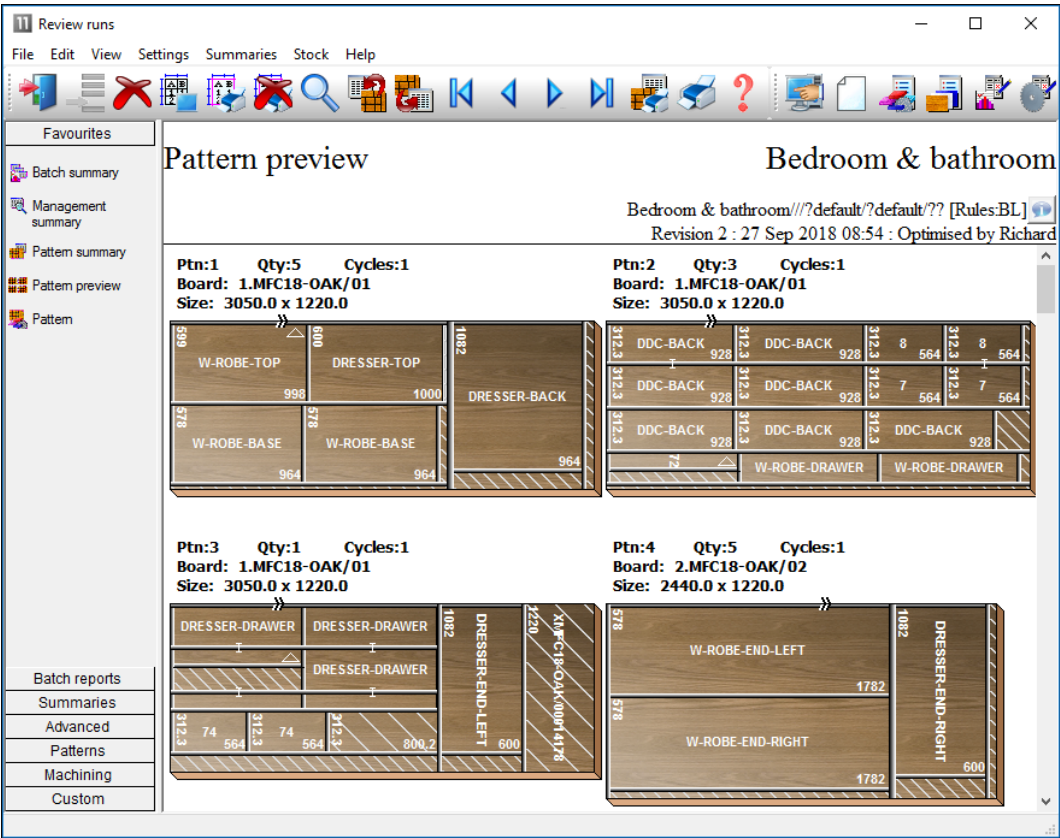 Review runs
File Edit View Settings Summaries Stock Help
Favourites
Batch summary
Management
summary
Pattern summary
Pattern preview
Pattern
Batch reports
Summaries
Advanced
Patterns
Machining
Custom
Pattern preview Bedroom & bathroom
Bedroom & bathroom///?default/?default/?? [Rules:BL]
Revision 2 : 27 Sep 2018 08:54 : Optimised by Richard
Ptn:1 Qty:5 Cycles:1
Board: 1.MFC18-OAK/01
Size: 3050.0 x 1220.0
599 W-ROBE-TOP 998
600 DRESSER-TOP 1000
1082 DRESSER-BACK 964
578 W-ROBE-BASE 964
578 W-ROBE-BASE 964
Ptn:2 Qty:3 Cycles:1
Board: 1.MFC18-OAK/01
Size: 3050.0 x 1220.0
312.3 DDC-BACK 928 312.3 DDC-BACK 928 312.3 8 564 312.3 8 564
312.3 DDC-BACK 928 312.3 DDC-BACK 928 312.3 7 564 312.3 7 564
312.3 DDC-BACK 928 312.3 DDC-BACK 928 312.3 DDC-BACK 928
72 W-ROBE-DRAWER W-ROBE-DRAWER
Ptn:3 Qty:1 Cycles:1
Board: 1.MFC18-OAK/01
Size: 3050.0 x 1220.0
DRESSER-DRAWER DRESSER-DRAWER
DRESSER-DRAWER
312.3 74 564 312.3 74 564 312.3 800.2
1082 DRESSER-END-LEFT 600
1220 XMFC18-OAK/00014178
Ptn:4 Qty:5 Cycles:1
Board: 2.MFC18-OAK/02
Size: 2440.0 x 1220.0
578 W-ROBE-END-LEFT 1782
578 W-ROBE-END-RIGHT 1782
1082 DRESSER-END-RIGHT 600